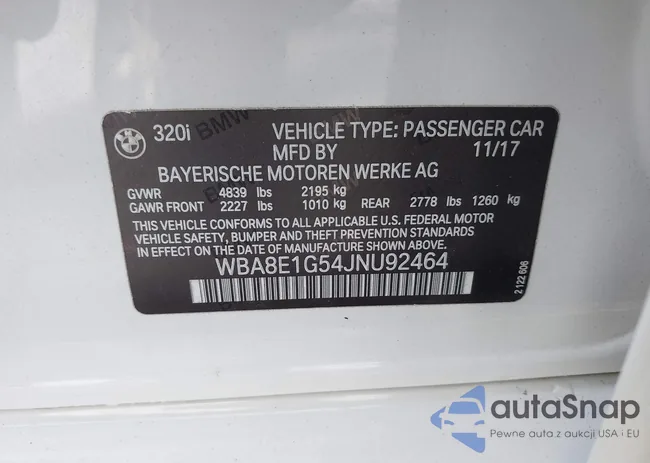 320i VEHICLE TYPE: PASSENGER CAR
MFD BY 11/17
BAYERISCHE MOTOREN WERKE AG
GVWR 4839 lbs 2195 kg
GAWR FRONT 2227 lbs 1010 kg REAR 2778 lbs 1260 kg
THIS VEHICLE CONFORMS TO ALL APPLICABLE U.S. FEDERAL MOTOR
VEHICLE SAFETY, BUMPER, AND THEFT PREVENTION STANDARDS IN
EFFECT ON THE DATE OF MANUFACTURE SHOWN ABOVE.
WBA8E1G54JNU92464
2 122 606
autoSnap
Pewne auta z aukcji USA i EU